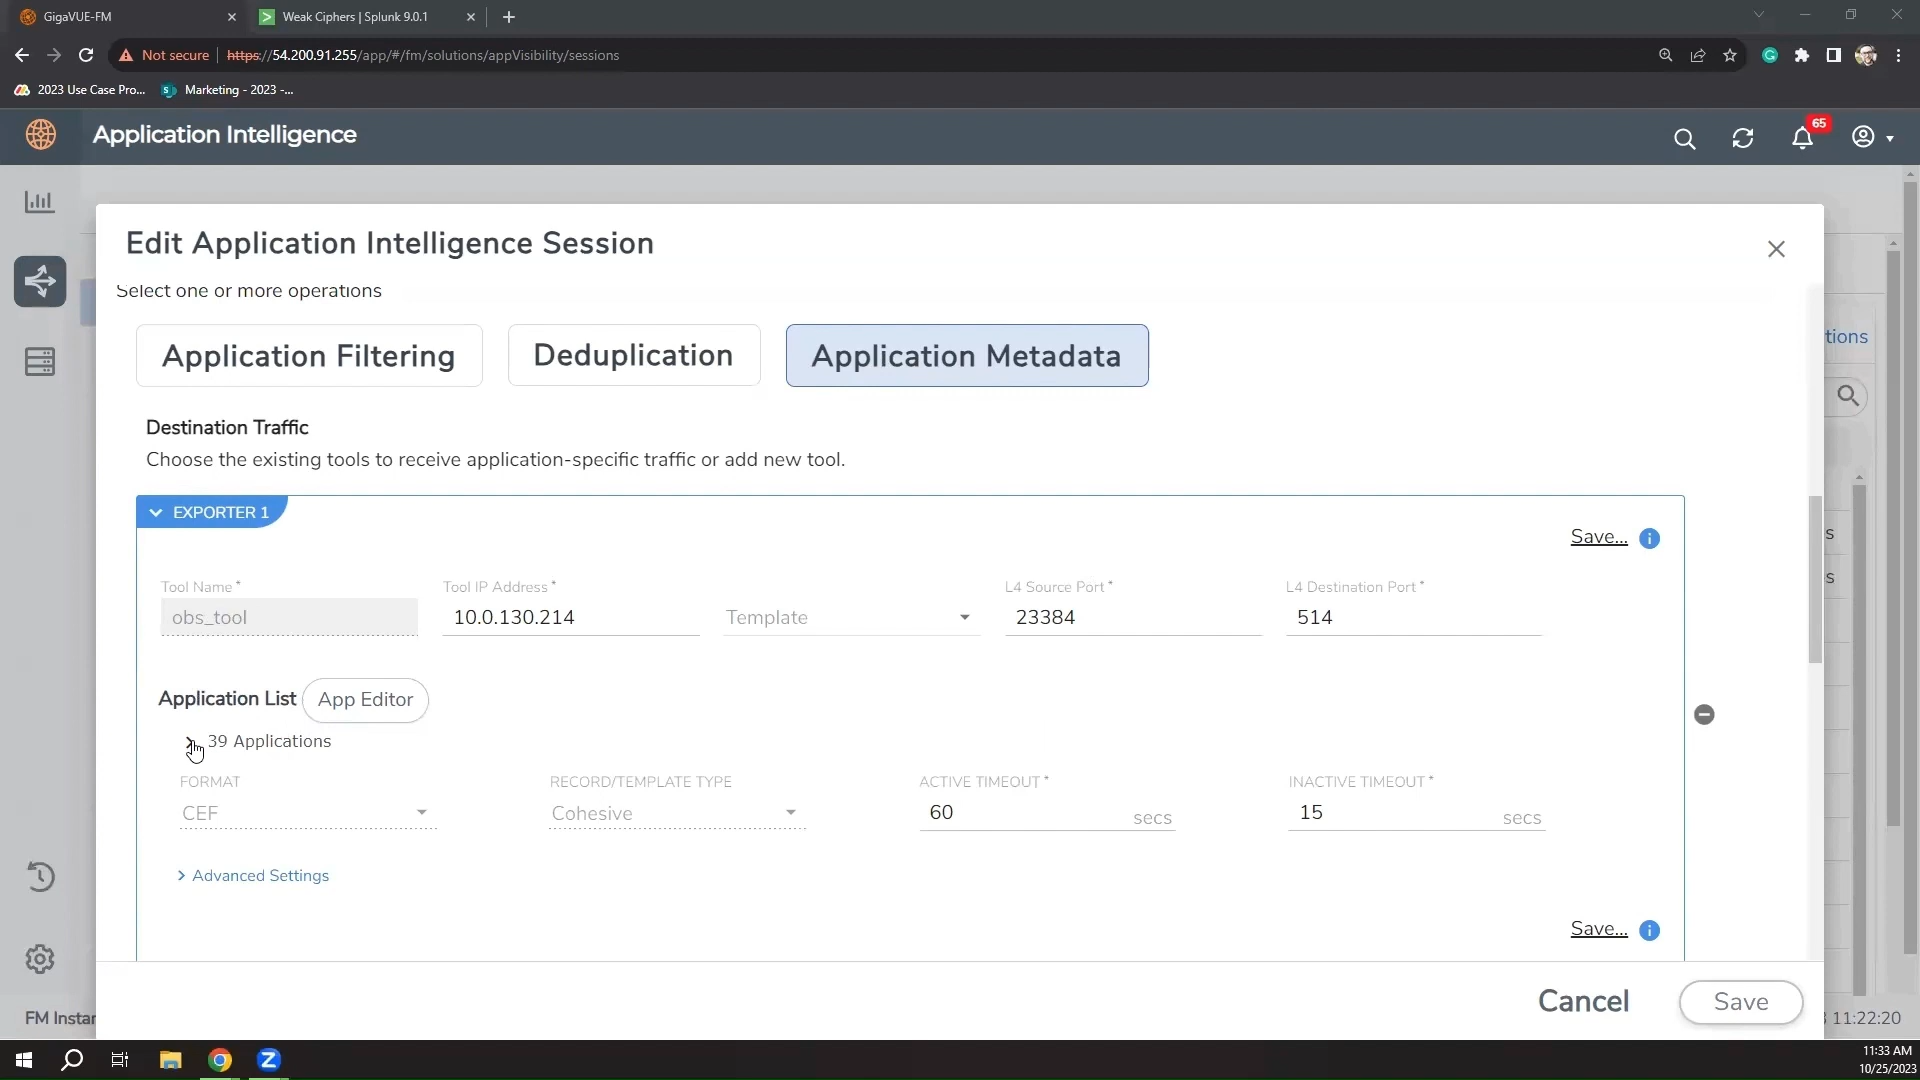 GigaVUE-FM
Weak Ciphers | Splunk 9.0.1
Not secure
https://54.200.91.255/app/#/fm/solutions/appVisibility/sessions
2023 Use Case Pro...
Marketing - 2023 -...
Application Intelligence
65
Edit Application Intelligence Session
Select one or more operations
tions
Application Filtering
Deduplication
Application Metadata
Destination Traffic
Choose the existing tools to receive application-specific traffic or add new tool.
EXPORTER 1
Save...
s
Tool Name *
Tool IP Address *
L4 Source Port *
L4 Destination Port *
s
obs_tool
10.0.130.214
Template
23384
514
Application List
App Editor
39 Applications
FORMAT
RECORD/TEMPLATE TYPE
ACTIVE TIMEOUT *
INACTIVE TIMEOUT *
CEF
Cohesive
60 secs
15 secs
Advanced Settings
Save...
Cancel
Save
FM Instan
11:22:20
11:33 AM
10/25/2023